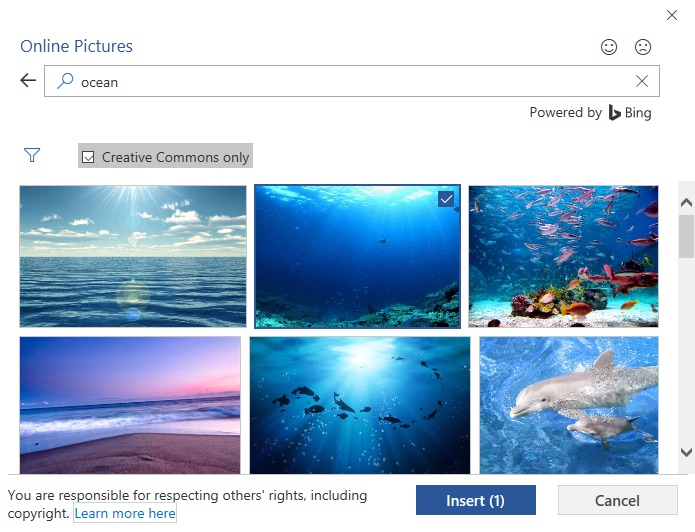 Online Pictures
ocean
Powered by Bing
Creative Commons only
You are responsible for respecting others' rights, including
copyright. Learn more here
Insert (1)
Cancel